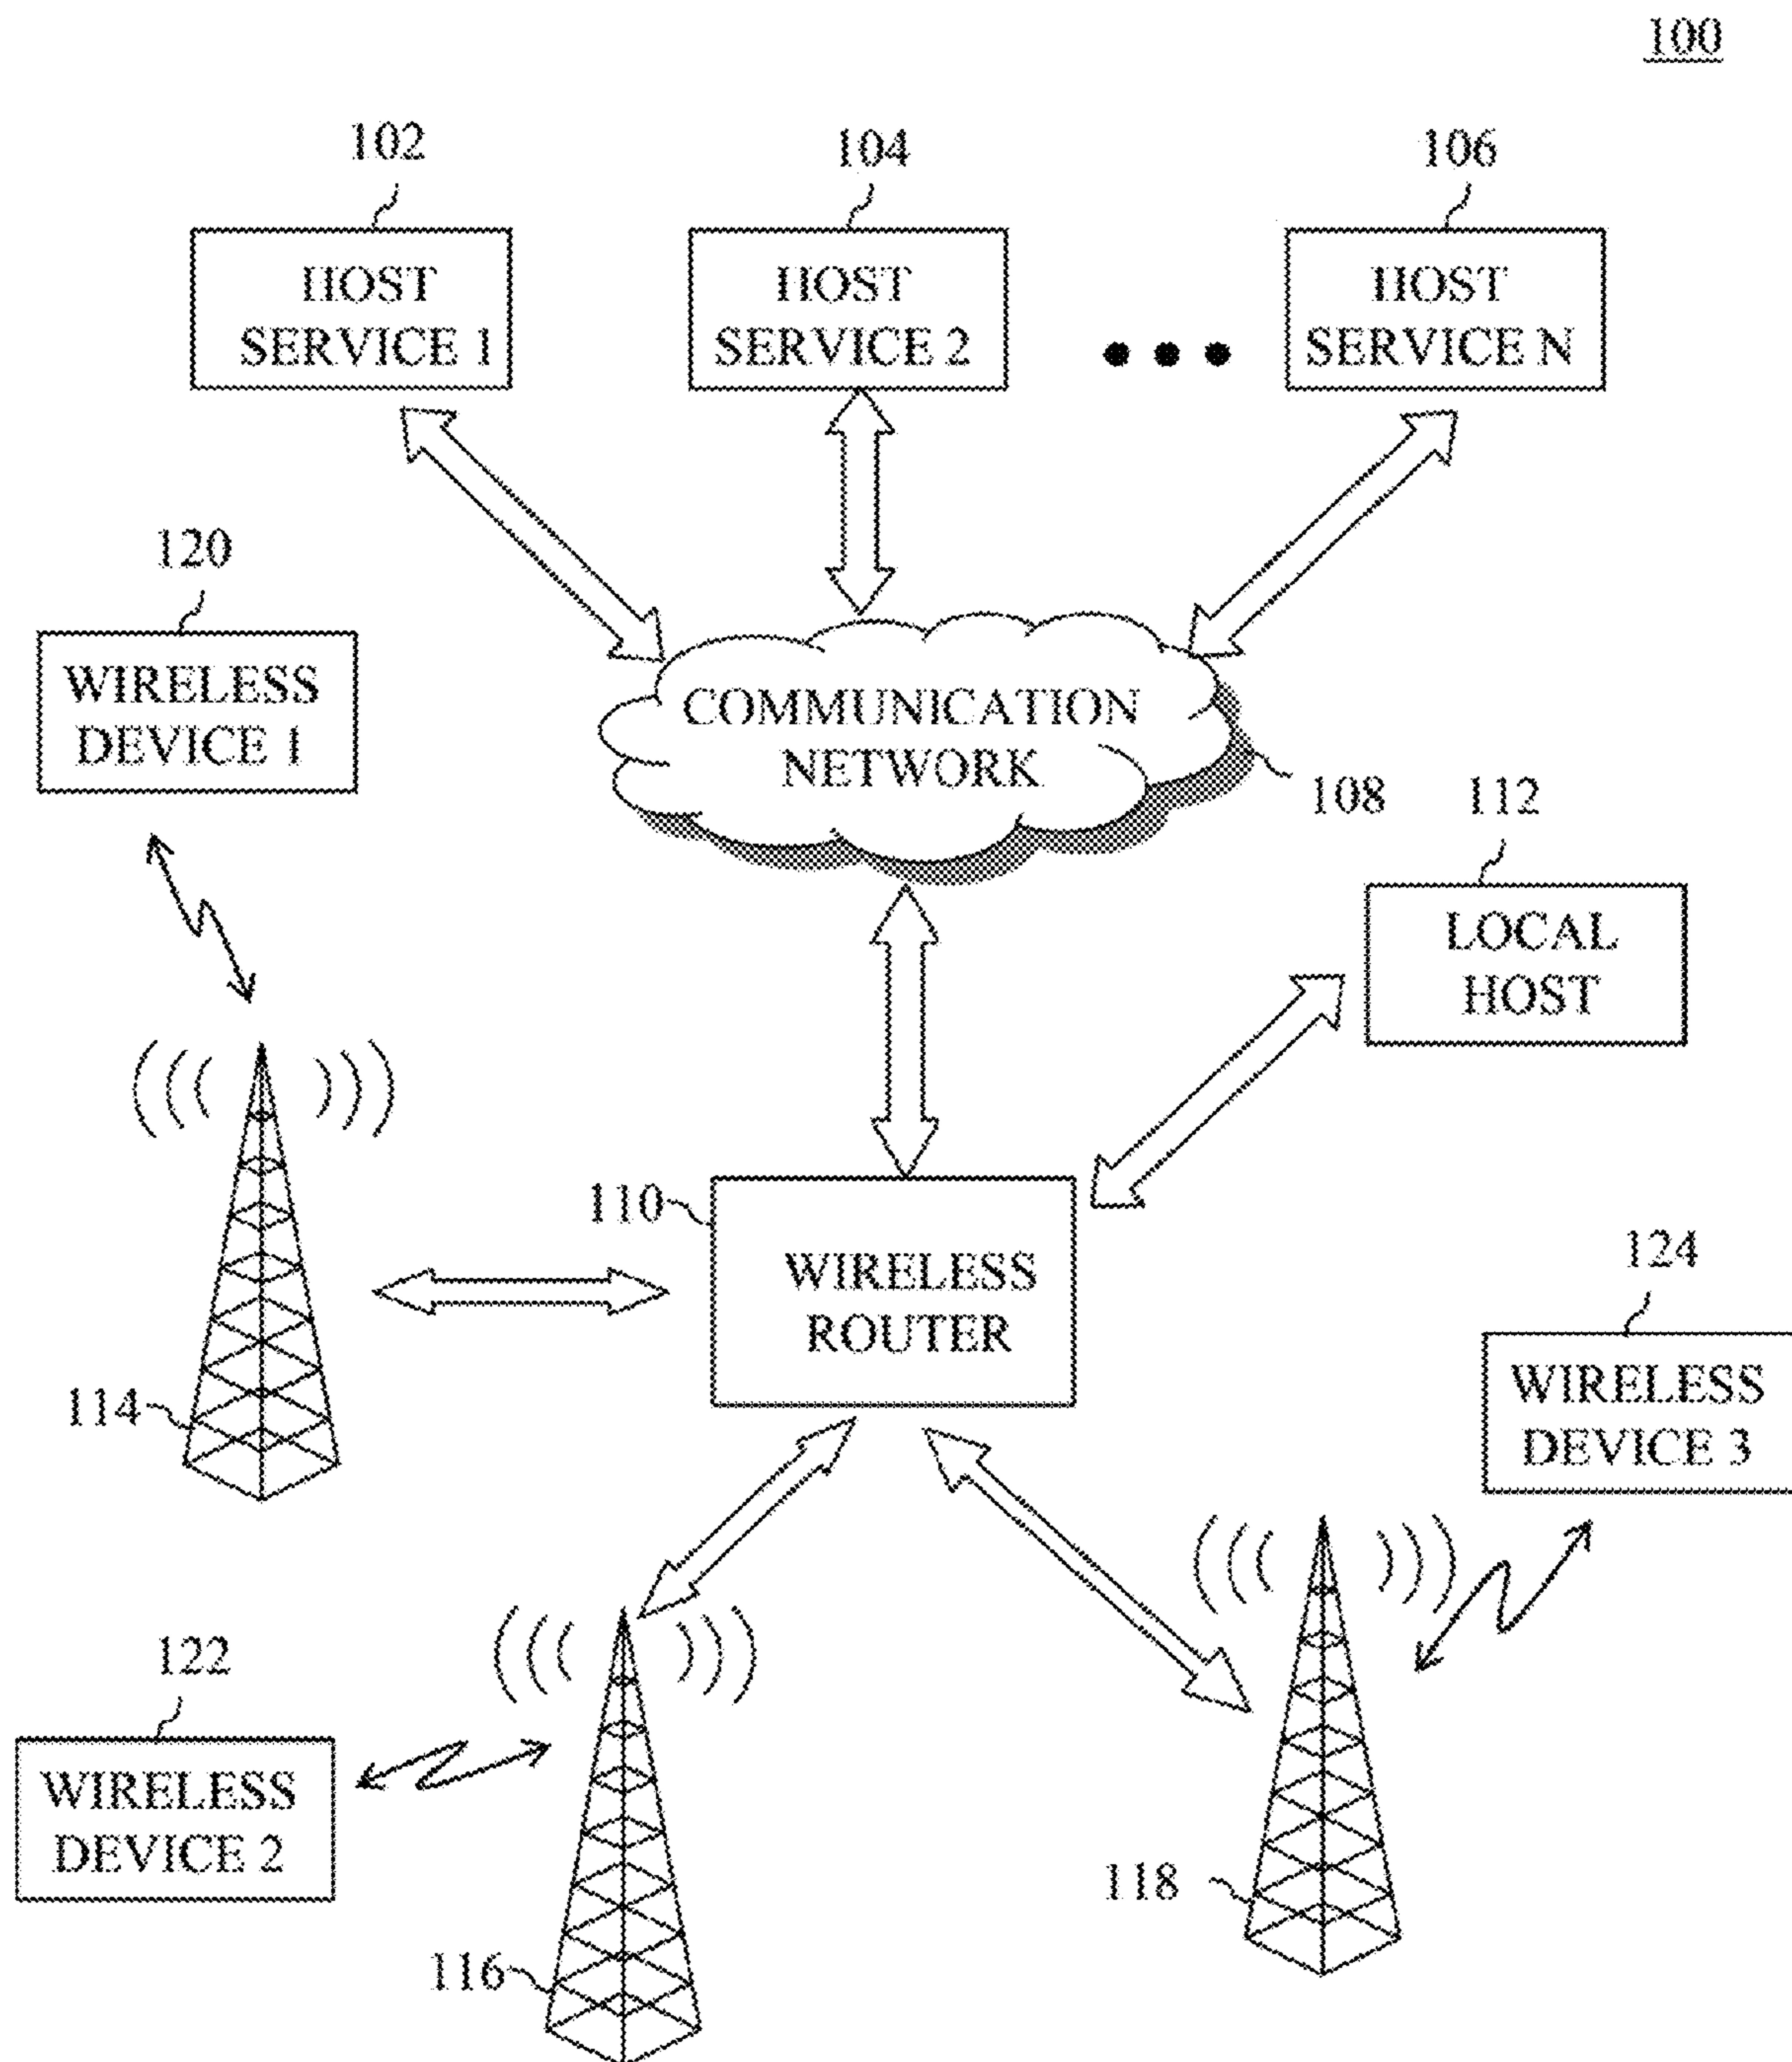 100
102
104
106
HOST
SERVICE 1
HOST
SERVICE 2
HOST
SERVICE N
120
WIRELESS
DEVICE 1
COMMUNICATION
NETWORK
108
112
LOCAL
HOST
110
WIRELESS
ROUTER
124
WIRELESS
DEVICE 3
114
122
WIRELESS
DEVICE 2
118
116